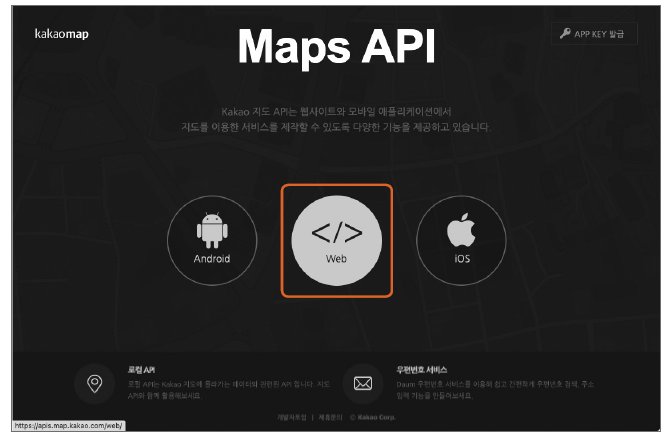 kakaomap
Maps API
APP KEY 발급
Kakao 지도 API는 웹사이트와 모바일 애플리케이션에서
지도를 이용한 서비스를 제작할 수 있도록 다양한 기능을 제공하고 있습니다.
Android
</>
Web
iOS
로컬 API
로컬 API는 Kakao 지도에 올라가는 데이터와 관련된 API 입니다. 지도
API와 함께 활용해보세요
우편번호 서비스
Daum 우편번호 서비스를 이용해 쉽고 간편하게 우편번호 검색, 주소
입력 기능을 만들어보세요.
개발자포럼 | 제휴문의 © Kakao Corp.
https://apis.map.kakao.com/web/